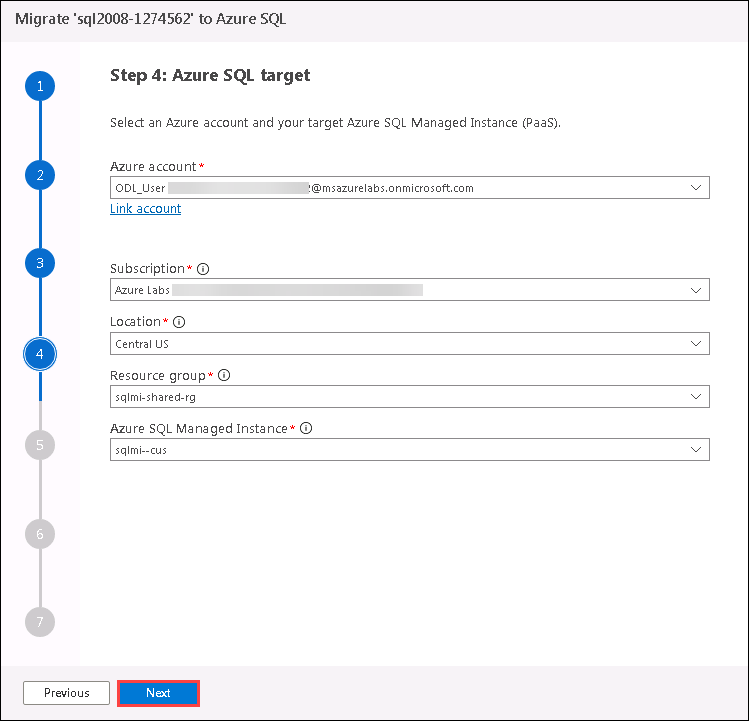 Migrate 'sql2008-1274562' to Azure SQL
1
2
3
4
5
6
7
Step 4: Azure SQL target
Select an Azure account and your target Azure SQL Managed Instance (PaaS).
Azure account*
ODL_User @msazurelabs.onmicrosoft.com
Link account
Subscription*
Azure Labs
Location*
Central US
Resource group*
sqlmi-shared-rg
Azure SQL Managed Instance*
sqlmi--cus
Previous
Next